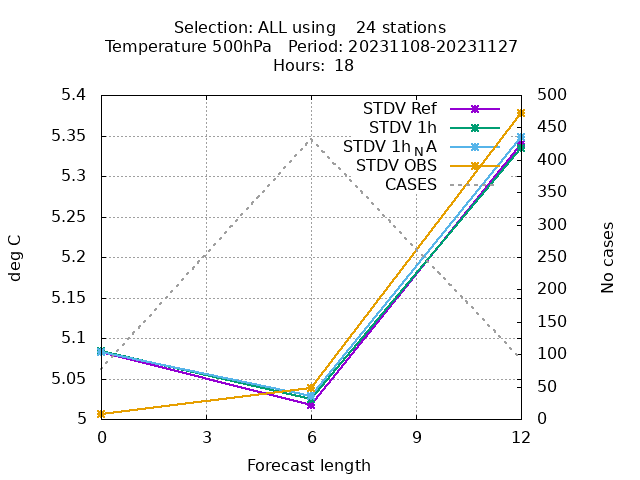 Selection: ALL using    24 stations
Temperature 500hPa   Period: 20231108-20231127
Hours:  18
5.4
5.35
5.3
5.25
5.2
5.15
5.1
5.05
5
500
450
400
350
300
250
200
150
100
50
0
STDV Ref
STDV 1h
STDV 1h_N A
STDV OBS
CASES
deg C
No cases
0 3 6 9 12
Forecast length